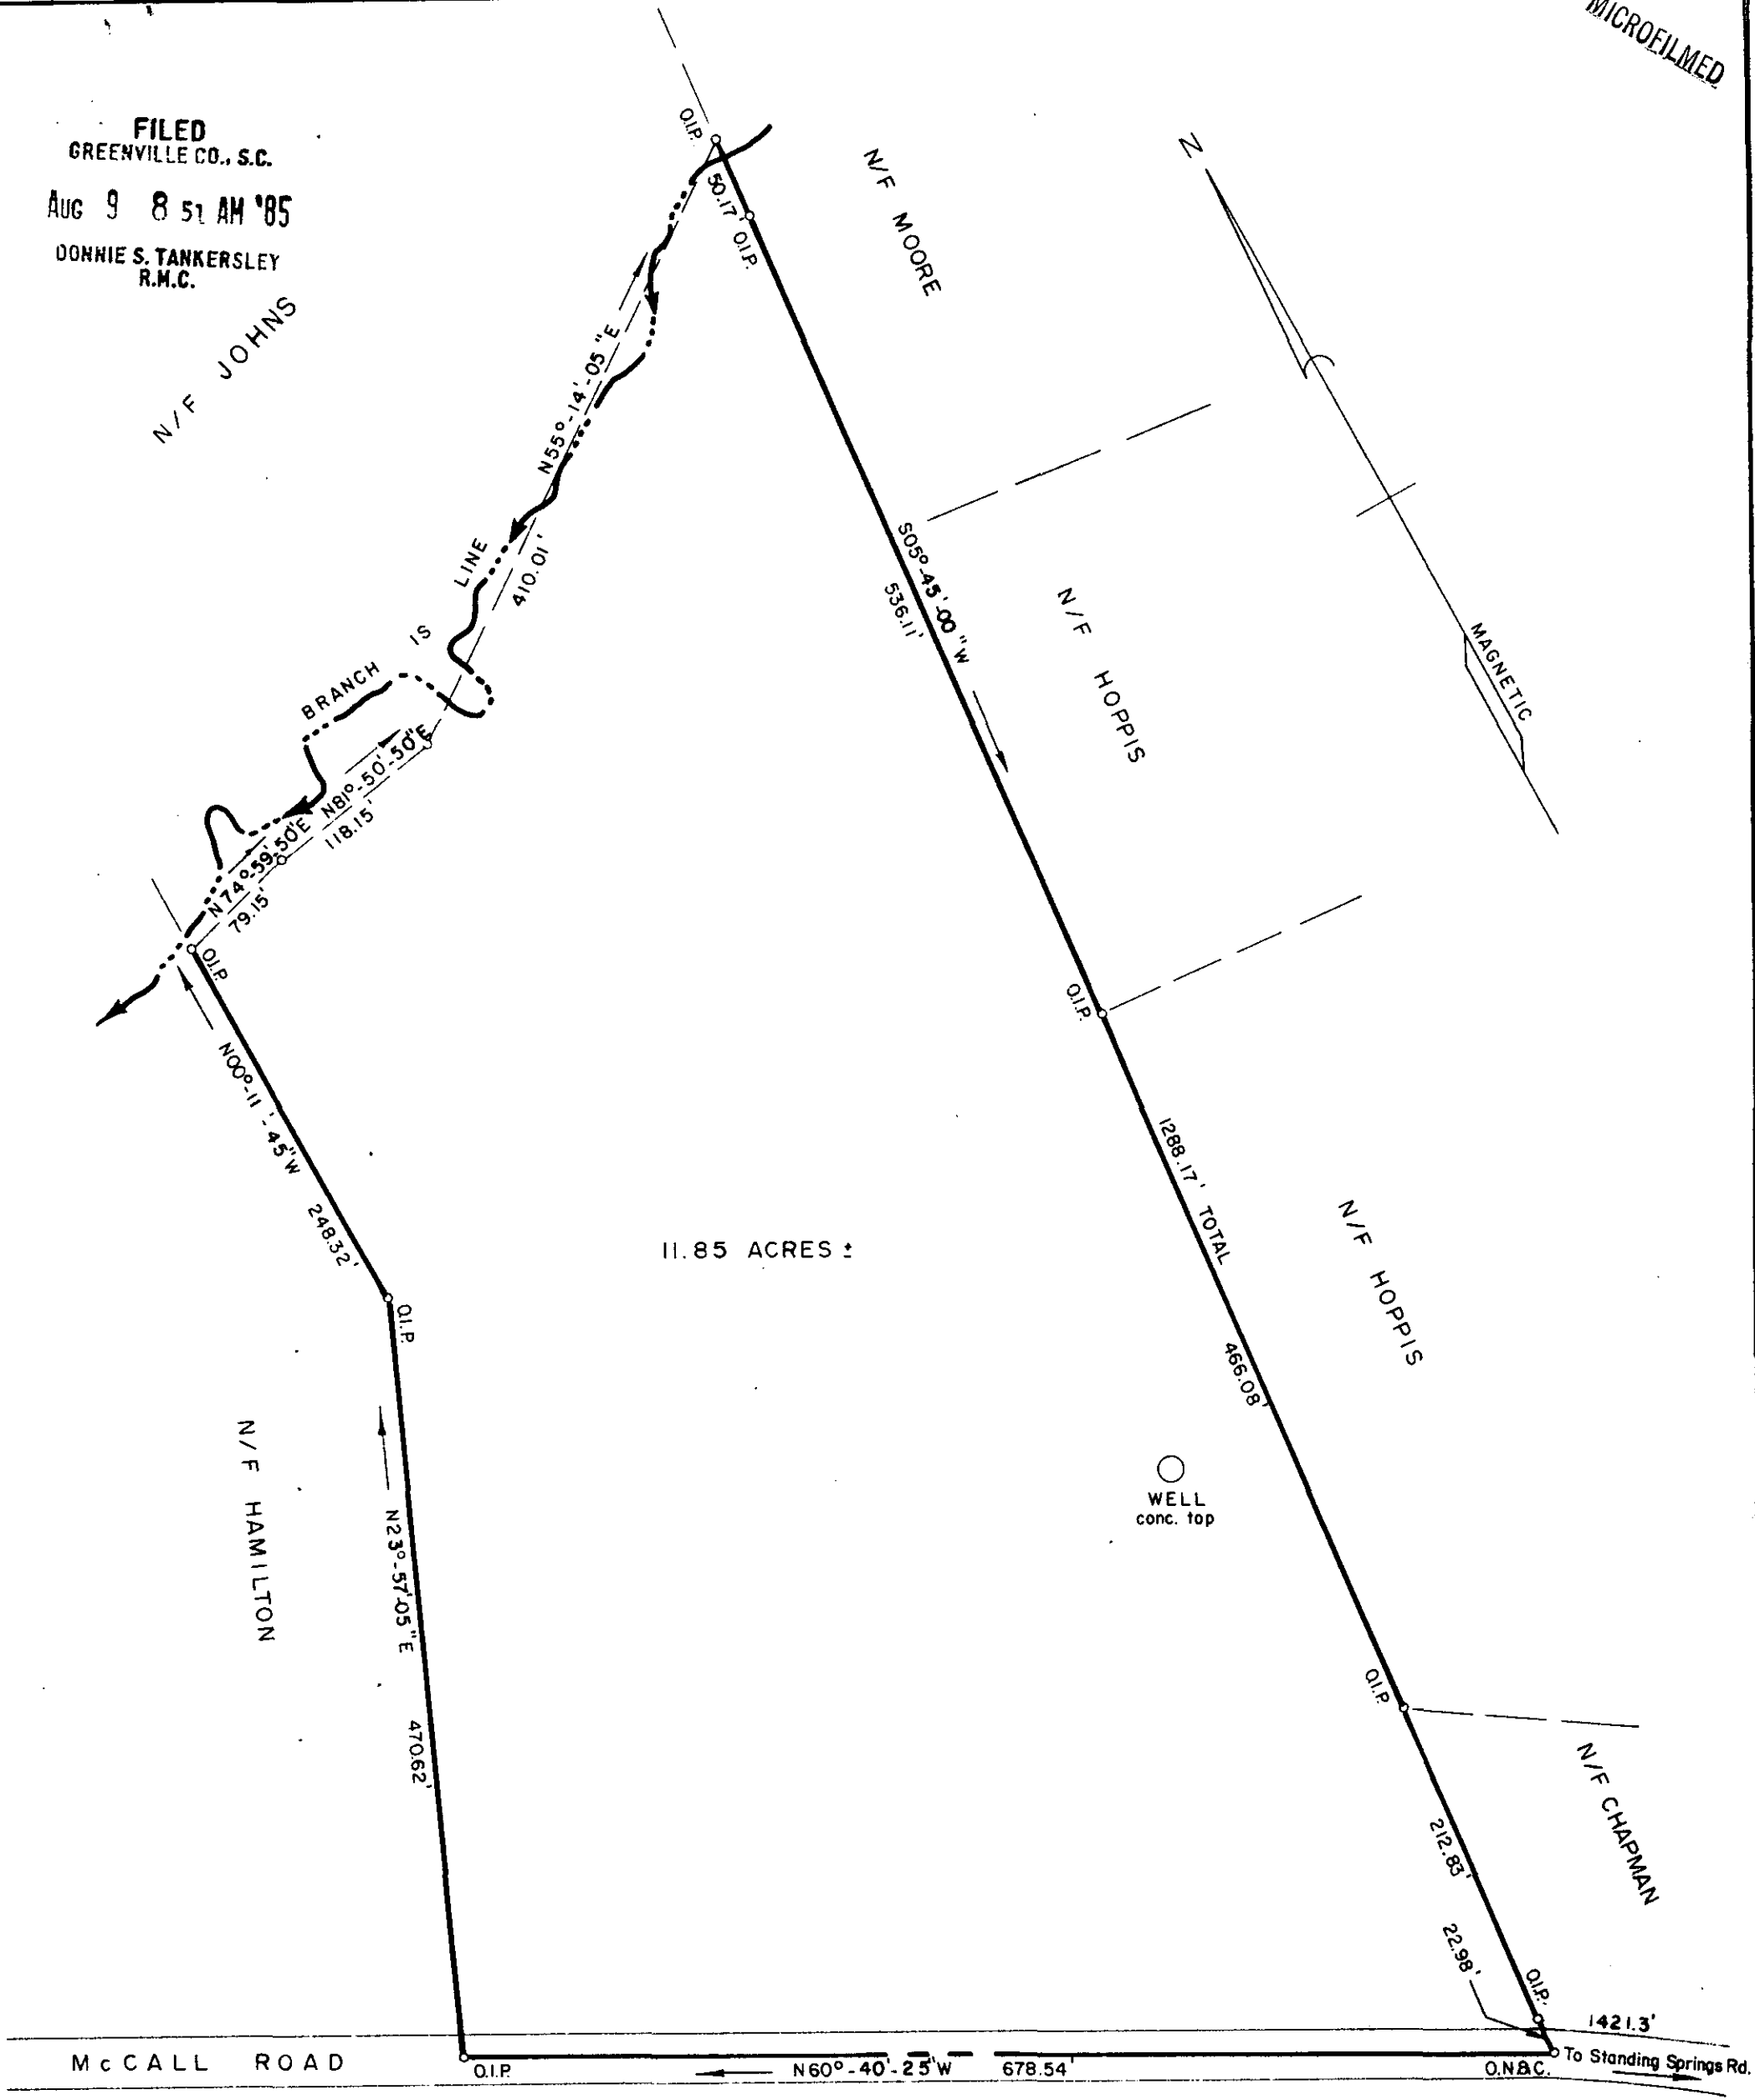 MICROFILMED
FILED
GREENVILLE CO., S.C.
AUG 9 8 51 AM '85
DONNIE S. TANKERSLEY
R.M.C.
N/F JOHNS
O.I.P.
50.17'
O.I.P.
N/F MOORE
N
MAGNETIC
N55°-14'-05"E
410.01'
BRANCH IS LINE
S05°-45'-00"W
536.11'
N/F HOPPIS
N81°-50'-50"E
118.15'
N74°-59'-50"E
79.15'
O.I.P.
O.I.P.
N00°-11'-45"W
248.32'
1288.17' TOTAL
11.85 ACRES ±
N/F HOPPIS
O.I.P.
466.08'
N/F HAMILTON
N23°-57'-05"E
470.62'
WELL
conc. top
O.I.P.
N/F CHAPMAN
212.83'
22.98'
O.I.P.
1421.3'
McCALL ROAD
O.I.P.
N60°-40'-25"W 678.54'
O.N.&C.
To Standing Springs Rd.